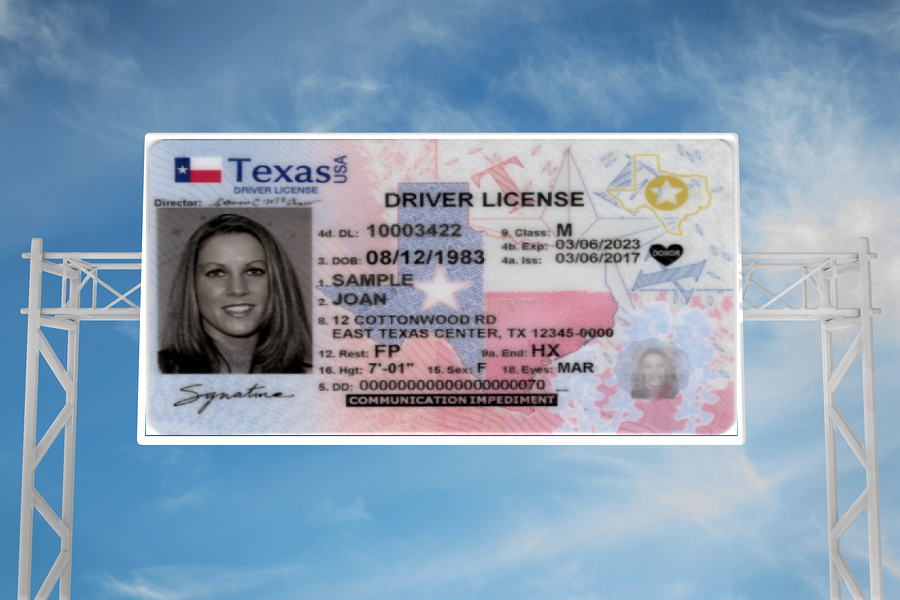 Texas USA
DRIVER LICENSE
Director:
DRIVER LICENSE
4d. DL: 10003422 9. Class: M
4b. Exp: 03/06/2023
3. DOB: 08/12/1983 4a. Iss: 03/06/2017
DONOR
1. SAMPLE
2. JOAN
8. 12 COTTONWOOD RD
EAST TEXAS CENTER, TX 12345-0000
12. Rest: FP 9a. End: HX
16. Hgt: 7'-01" 15. Sex: F 18. Eyes: MAR
5. DD: 00000000000000000000070
COMMUNICATION IMPEDIMENT
Signature